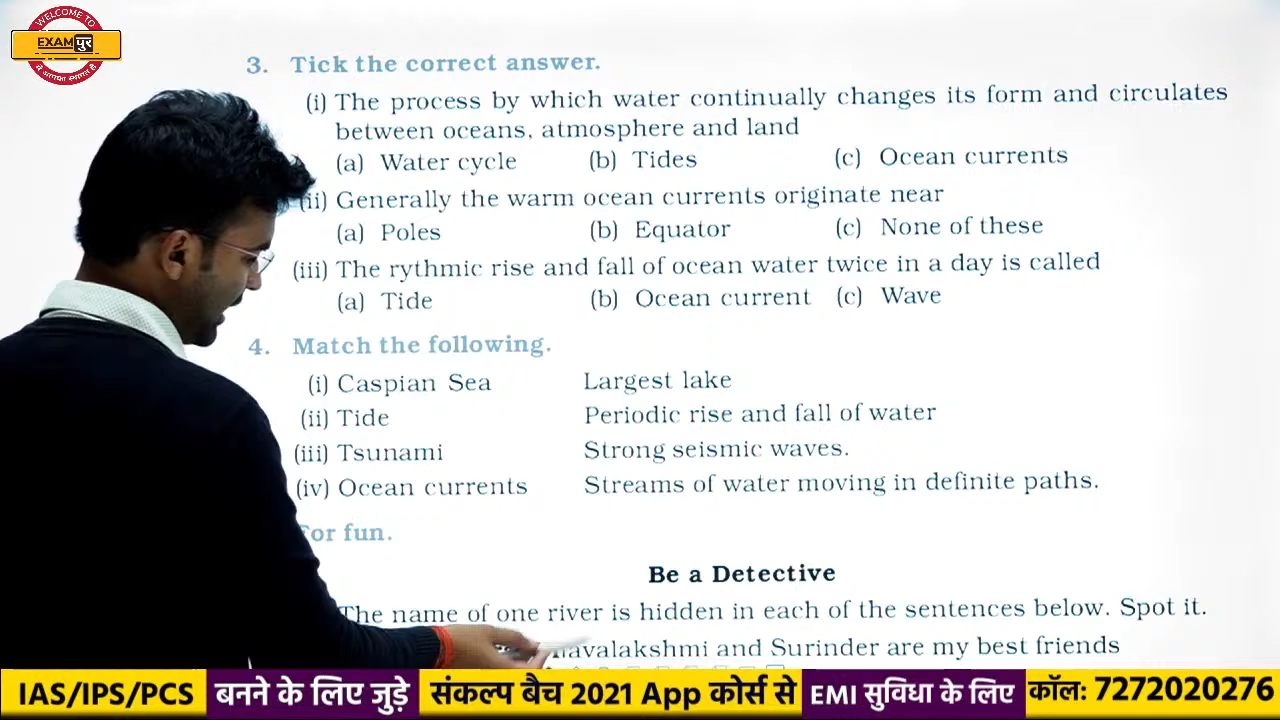 WELCOME TO
EXAM पुर
में आपका स्वागत है
3. Tick the correct answer.
(i) The process by which water continually changes its form and circulates
between oceans, atmosphere and land
(a) Water cycle (b) Tides (c) Ocean currents
(ii) Generally the warm ocean currents originate near
(a) Poles (b) Equator (c) None of these
(iii) The rythmic rise and fall of ocean water twice in a day is called
(a) Tide (b) Ocean current (c) Wave
4. Match the following.
(i) Caspian Sea Largest lake
(ii) Tide Periodic rise and fall of water
(iii) Tsunami Strong seismic waves.
(iv) Ocean currents Streams of water moving in definite paths.
For fun.
Be a Detective
The name of one river is hidden in each of the sentences below. Spot it.
and Surinder are my best friends
IAS/IPS/PCS बनने के लिए जुड़े संकल्प बैच 2021 App कोर्स से EMI सुविधा के लिए कॉल: 7272020276